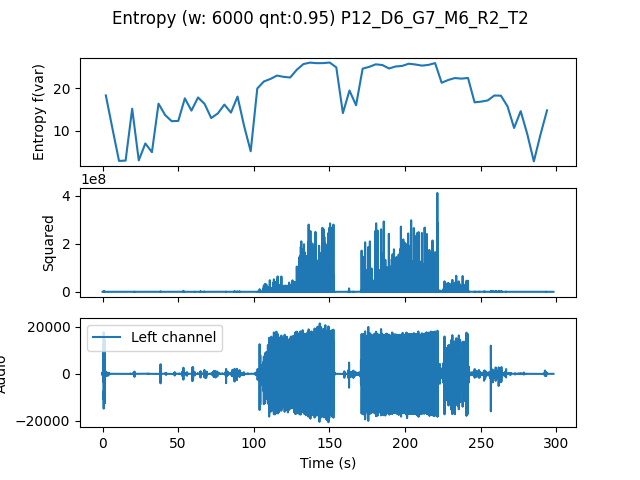 Entropy (w: 6000 qnt:0.95) P12_D6_G7_M6_R2_T2
Entropy f(var)
20
10
1e8
Squared
4
2
0
Audio
20000
0
−20000
Left channel
0
50
100
150
200
250
300
Time (s)